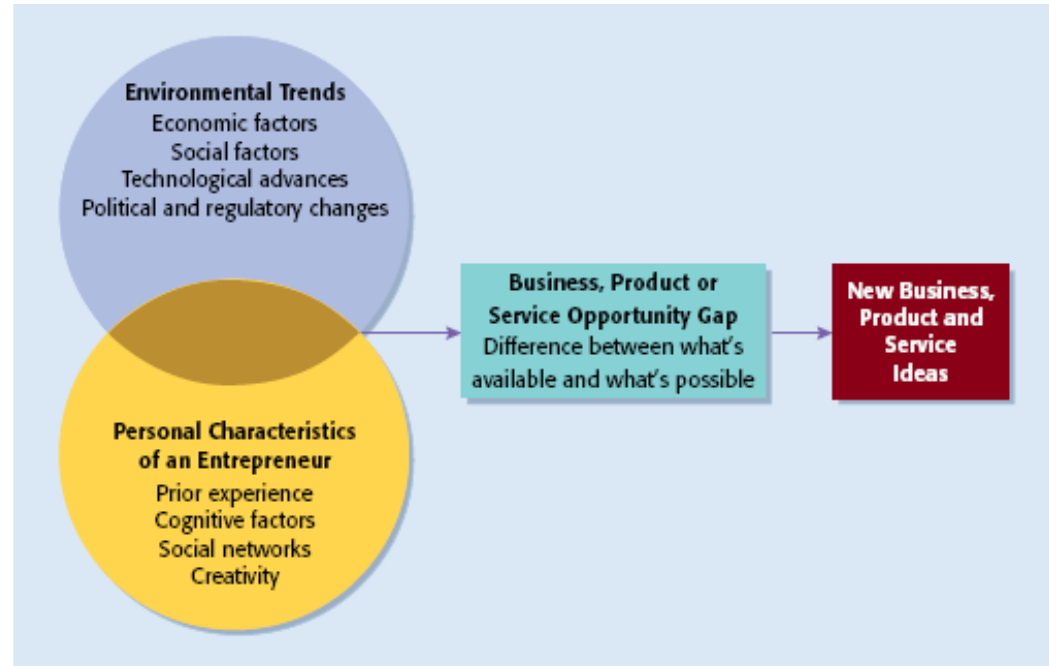 Environmental Trends
Economic factors
Social factors
Technological advances
Political and regulatory changes
Personal Characteristics
of an Entrepreneur
Prior experience
Cognitive factors
Social networks
Creativity
Business, Product or
Service Opportunity Gap
Difference between what's
available and what's possible
New Business,
Product and
Service
Ideas